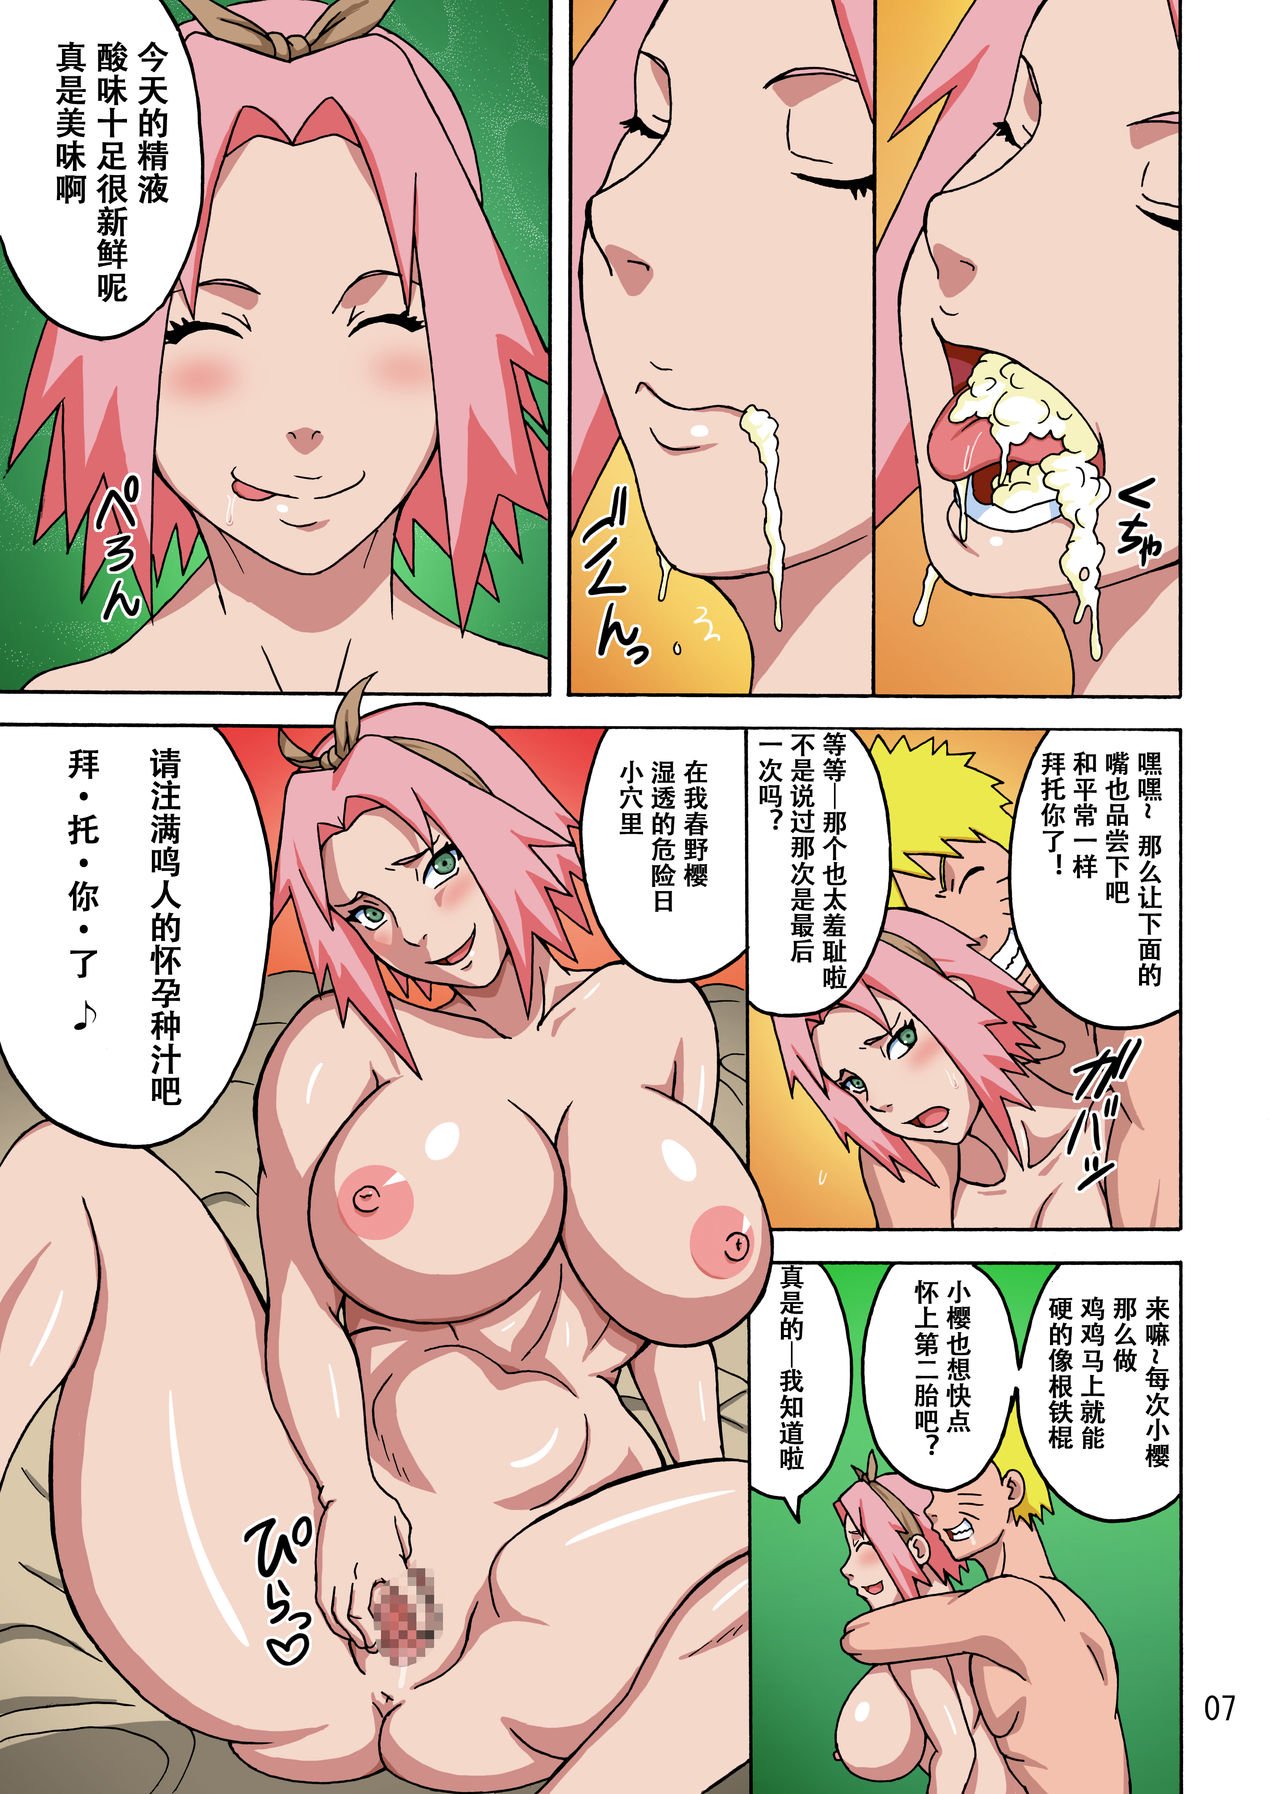 今天的精液
酸味十足很新鲜呢
真是美味啊
ぺろん
ごくんっ
くちゃ
嘿嘿~那么让下面的
嘴也品尝下吧
和平常一样
拜托你了！
等等—那个也太羞耻啦
不是说过那次是最后
一次吗？
ガバッ
来嘛~每次小樱
那么做
鸡鸡马上就能
硬的像根铁棍
小樱也想快点
怀上第二胎吧？
真是的—我知道啦
在我春野樱
湿透的危险日
小穴里
请注满鸣人的怀孕种汁吧
拜·托·你·了♪
ぴらっ♡
07